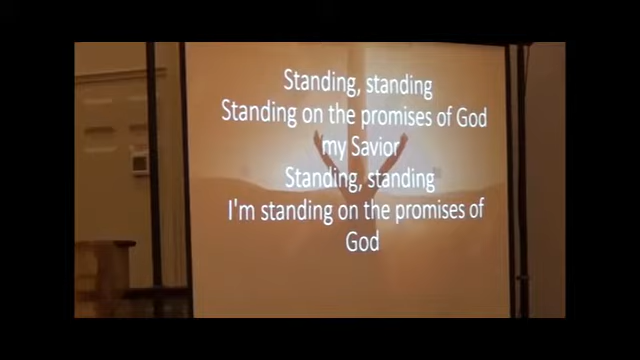 Standing, standing
Standing on the promises of God
my Savior
Standing, standing
I'm standing on the promises of
God